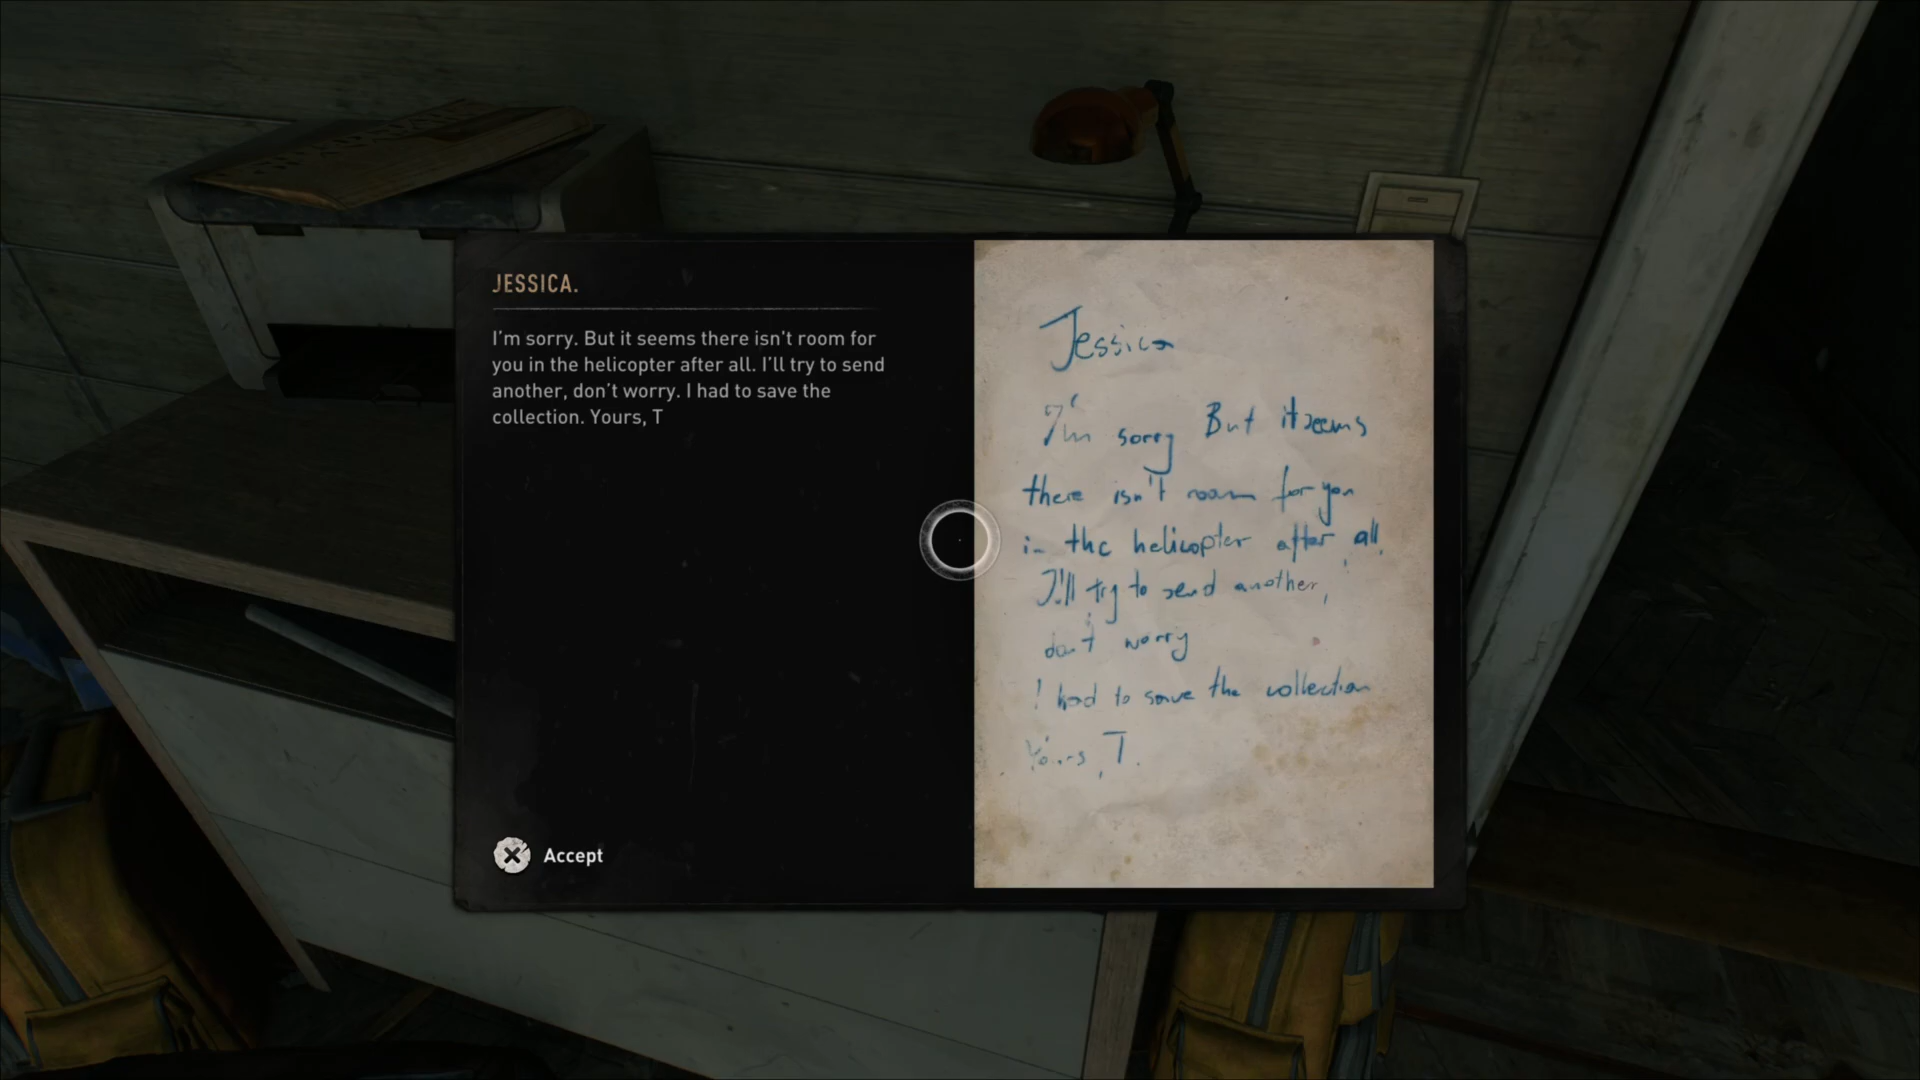 JESSICA.
I'm sorry. But it seems there isn't room for
you in the helicopter after all. I'll try to send
another, don't worry. I had to save the
collection. Yours, T
Accept
Jessica
I'm sorry But it seems
there isn't room for you
in the helicopter after all.
I'll try to send another,
don't worry
I had to save the collection
Yours, T.